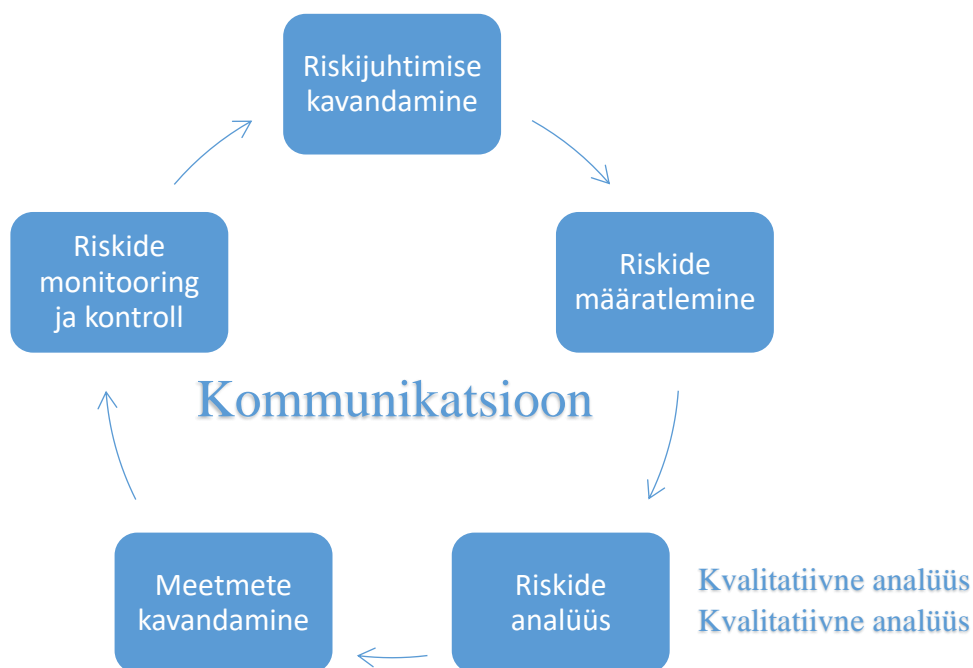 Riskijuhtimise
kavandamine
Riskide
määratlemine
Riskide
analüüs
Kvalitatiivne analüüs
Kvalitatiivne analüüs
Meetmete
kavandamine
Riskide
monitooring
ja kontroll
Kommunikatsioon